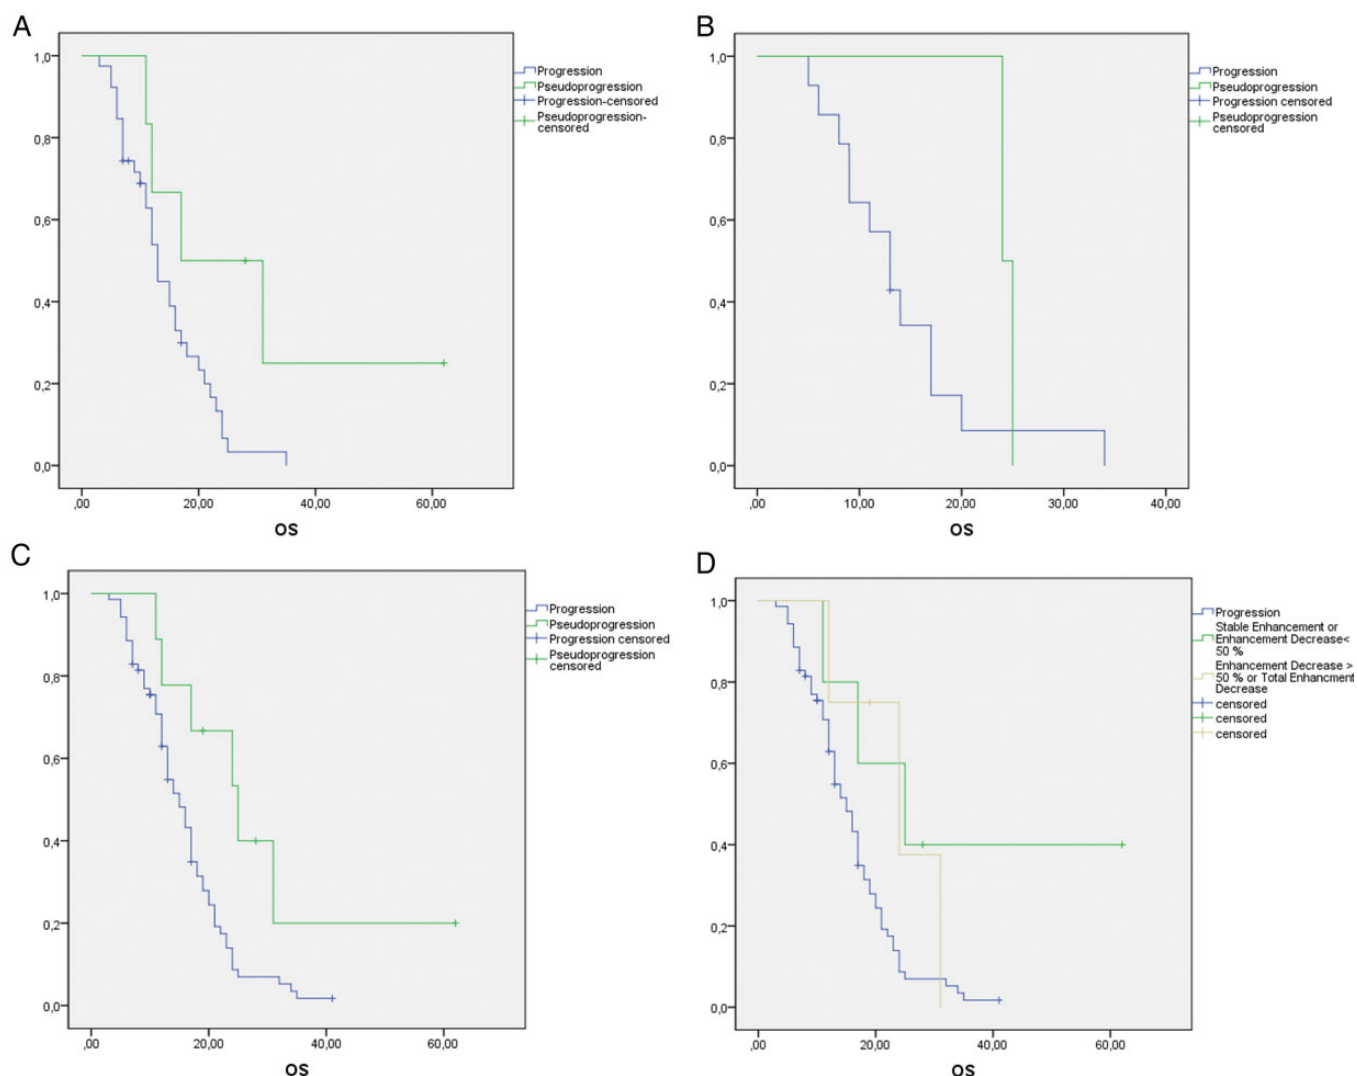 A
1,0
0,8
0,6
0,4
0,2
0,0
,00
20,00
40,00
60,00
OS
Progression
Pseudoprogression
Progression-censored
Pseudoprogression-
censored
B
1,0
0,8
0,6
0,4
0,2
0,0
,00
10,00
20,00
30,00
40,00
OS
Progression
Pseudoprogression
Progression censored
Pseudoprogression
censored
C
1,0
0,8
0,6
0,4
0,2
0,0
,00
20,00
40,00
60,00
OS
Progression
Pseudoprogression
Progression censored
Pseudoprogression
censored
D
1,0
0,8
0,6
0,4
0,2
0,0
,00
20,00
40,00
60,00
OS
Progression
Stable Enhancement or
Enhancement Decrease<
50 %
Enhancement Decrease >
50 % or Total Enhancment
Decrease
censored
censored
censored